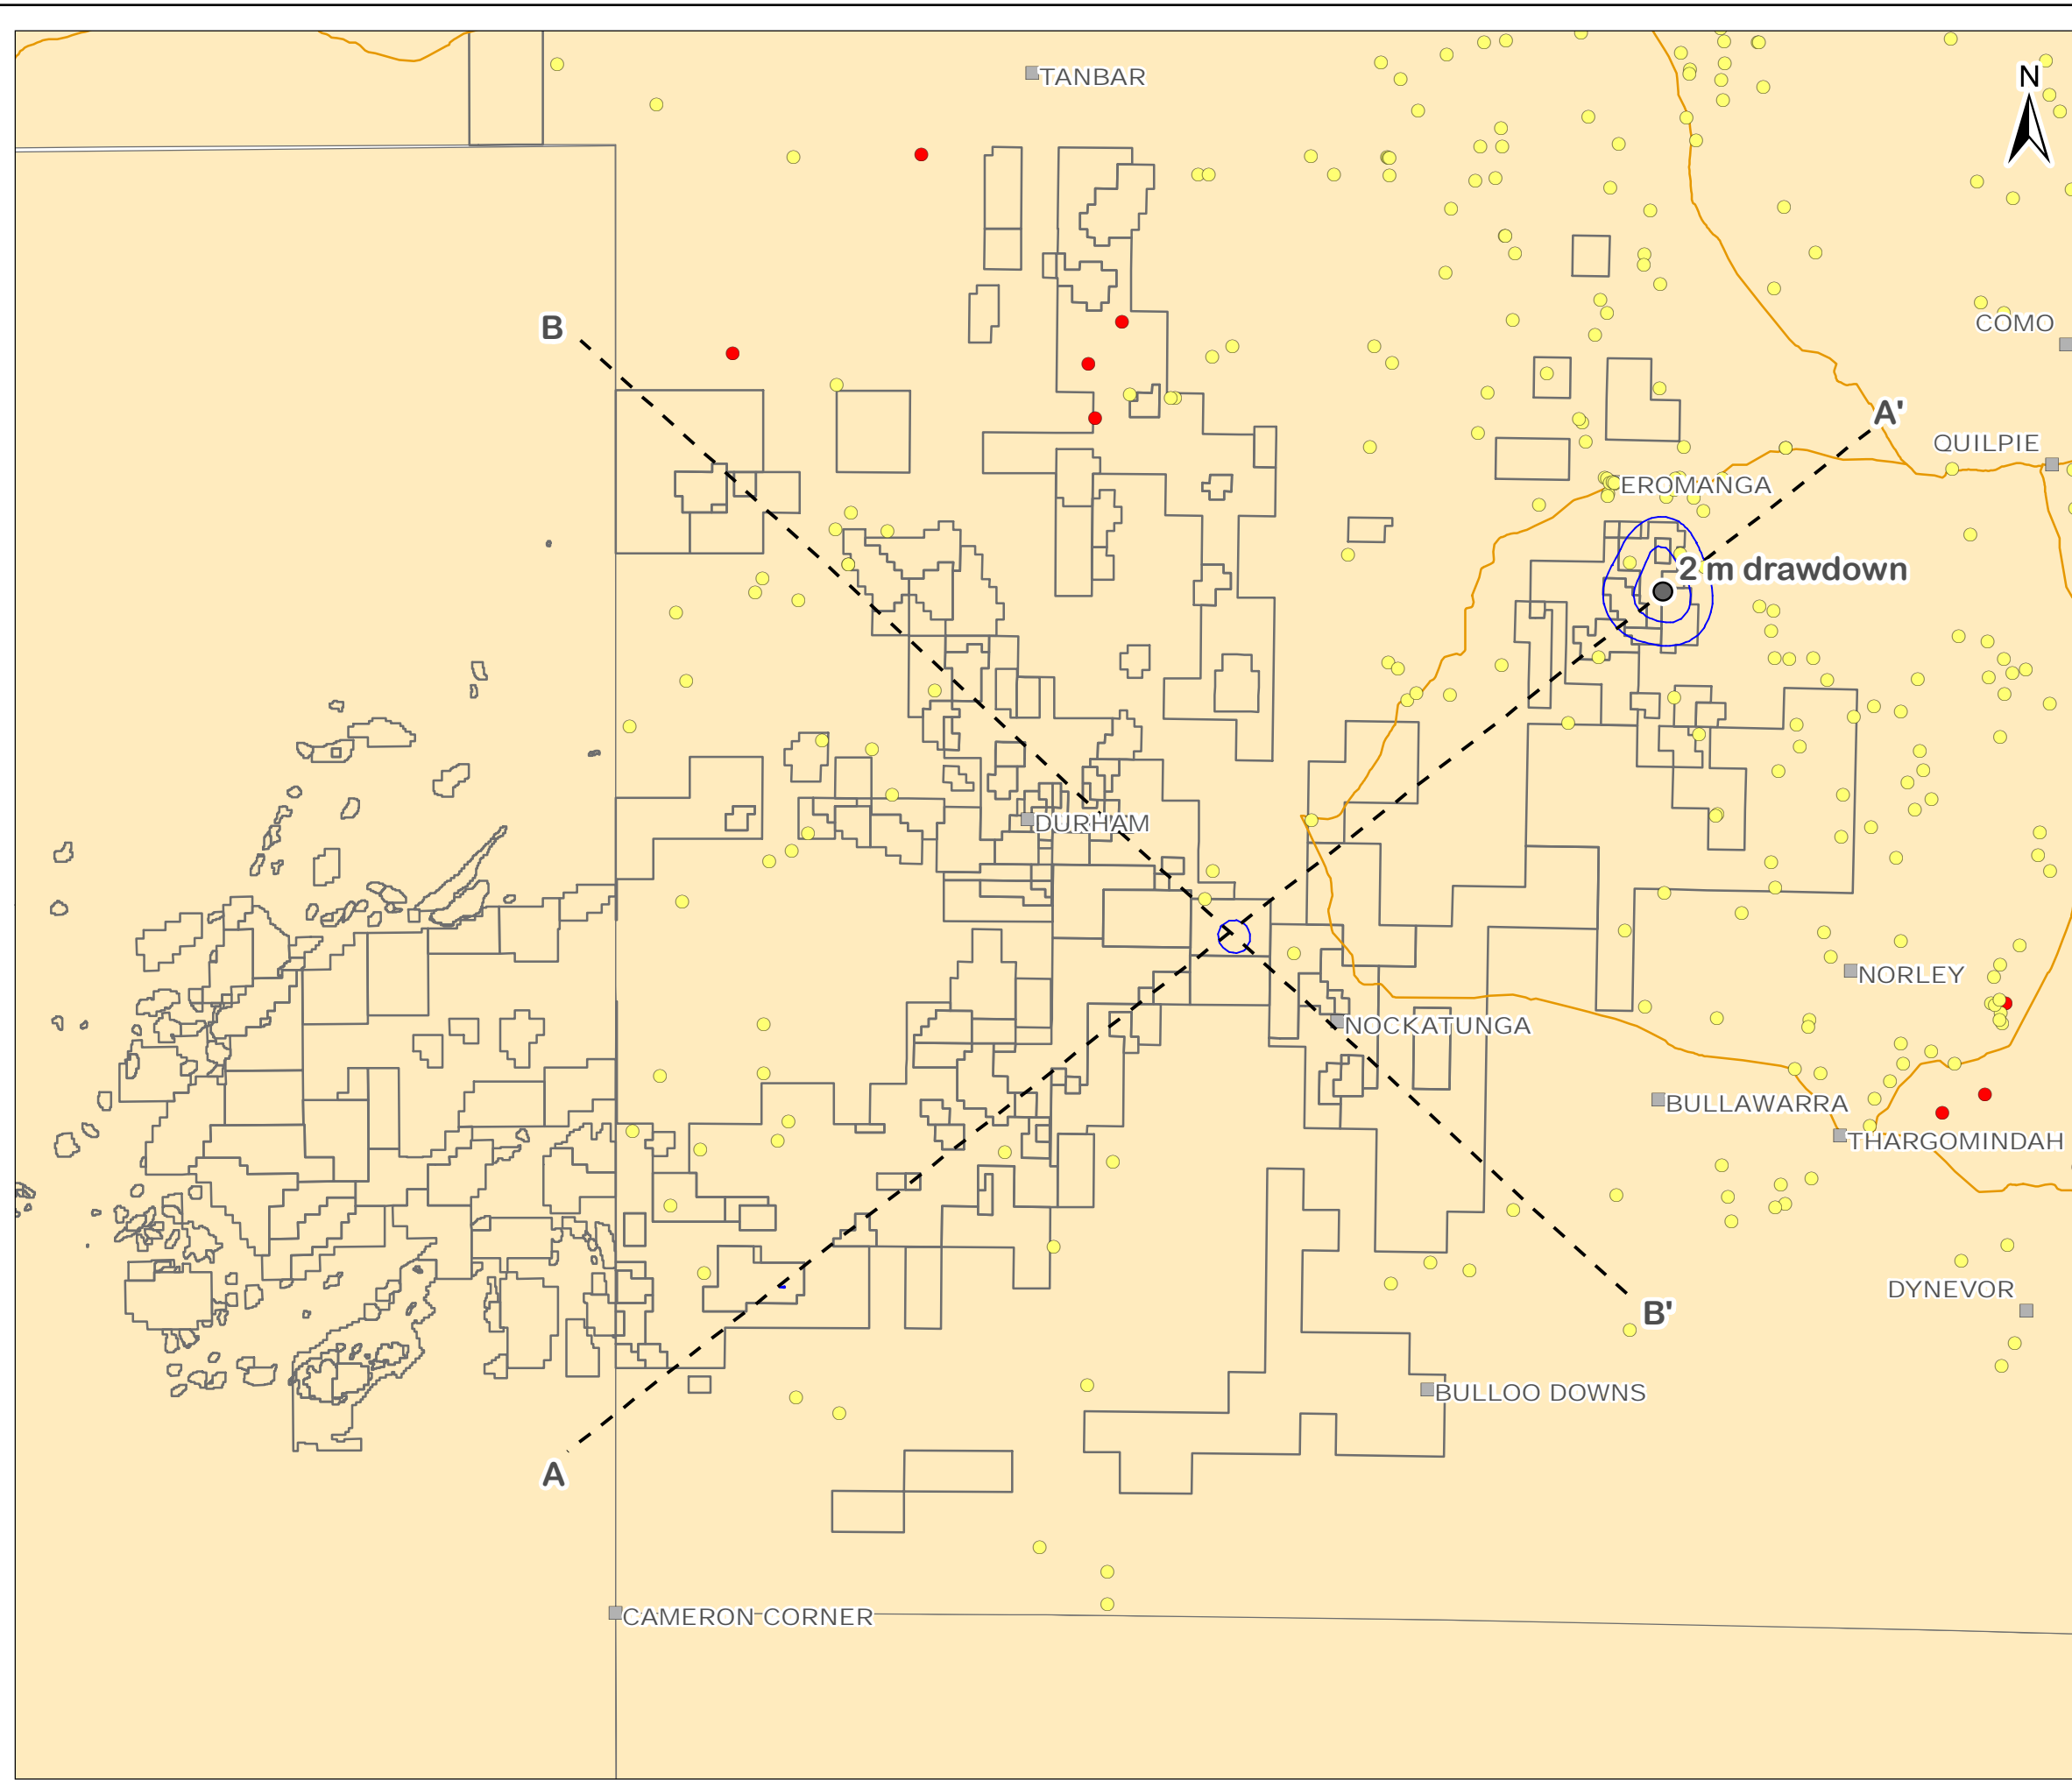 N
TANBAR
B
COMO
A'
QUILPIE
EROMANGA
2 m drawdown
DURHAM
NORLEY
NOCKATUNGA
BULLAWARRA
THARGOMINDAH
DYNEVOR
B'
BULLOO DOWNS
A
CAMERON CORNER